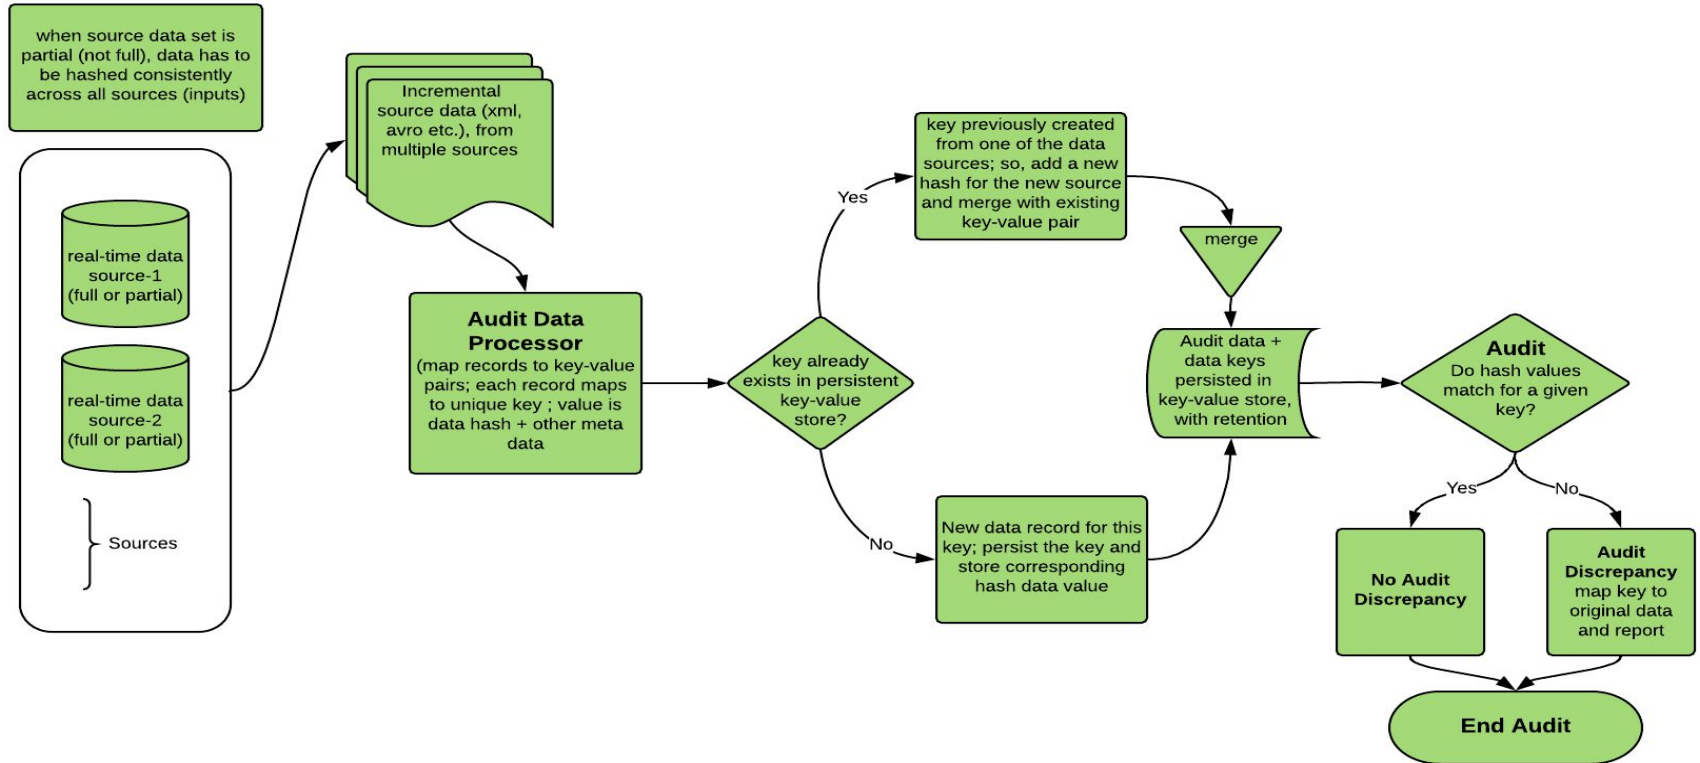 when source data set is
partial (not full), data has to
be hashed consistently
across all sources (inputs)
real-time data
source-1
(full or partial)
real-time data
source-2
(full or partial)
Sources
Incremental
source data (xml,
avro etc.), from
multiple sources
Audit Data
Processor
(map records to key-value
pairs; each record maps
to unique key ; value is
data hash + other meta
data
key already
exists in persistent
key-value
store?
Yes
key previously created
from one of the data
sources; so, add a new
hash for the new source
and merge with existing
key-value pair
merge
No
New data record for this
key; persist the key and
store corresponding
hash data value
Audit data +
data keys
persisted in
key-value store,
with retention
Audit
Do hash values
match for a given
key?
Yes
No
No Audit
Discrepancy
Audit
Discrepancy
map key to
original data
and report
End Audit